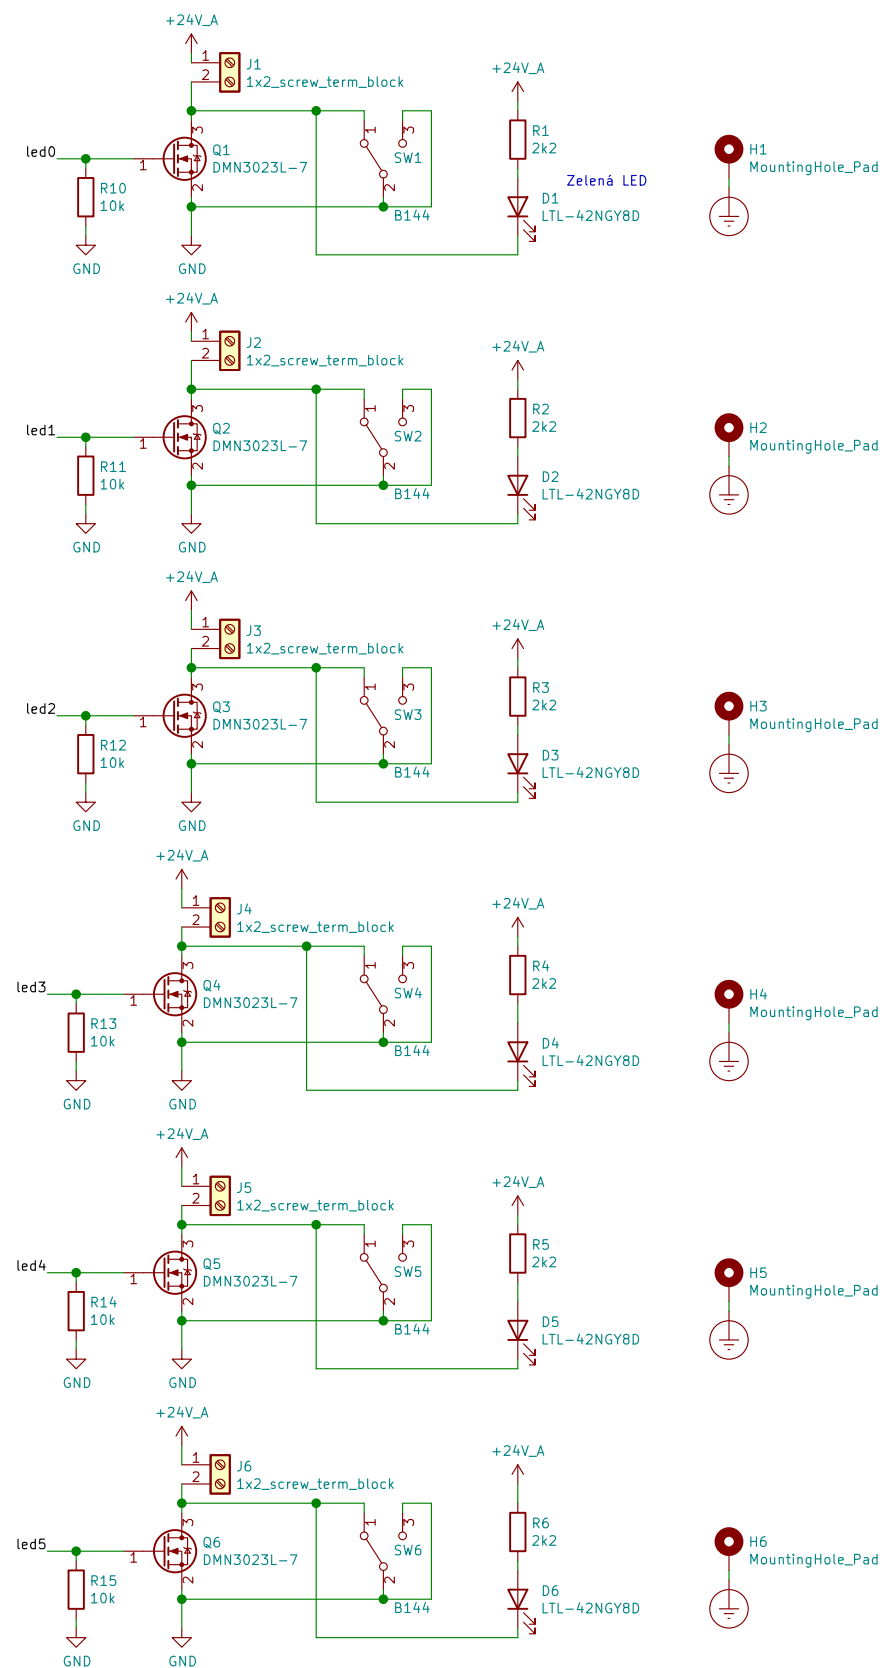 +24V_A
1
2
J1
1x2_screw_term_block
+24V_A
led0
1
3
2
Q1
DMN3023L-7
R10
10k
GND
1
3
2
SW1
B144
R1
2k2
Zelená LED
D1
LTL-42NGY8D
H1
MountingHole_Pad
+24V_A
1
2
J2
1x2_screw_term_block
+24V_A
led1
1
3
2
Q2
DMN3023L-7
R11
10k
GND
1
3
2
SW2
B144
R2
2k2
D2
LTL-42NGY8D
H2
MountingHole_Pad
+24V_A
1
2
J3
1x2_screw_term_block
+24V_A
led2
1
3
2
Q3
DMN3023L-7
R12
10k
GND
GND
1
3
2
SW3
B144
R3
2k2
D3
LTL-42NGY8D
H3
MountingHole_Pad
+24V_A
1
2
J4
1x2_screw_term_block
+24V_A
led3
1
3
2
Q4
DMN3023L-7
R13
10k
GND
GND
1
3
2
SW4
B144
R4
2k2
D4
LTL-42NGY8D
H4
MountingHole_Pad
+24V_A
1
2
J5
1x2_screw_term_block
+24V_A
led4
1
3
2
Q5
DMN3023L-7
R14
10k
GND
GND
1
3
2
SW5
B144
R5
2k2
D5
LTL-42NGY8D
H5
MountingHole_Pad
+24V_A
1
2
J6
1x2_screw_term_block
+24V_A
led5
1
3
2
Q6
DMN3023L-7
R15
10k
GND
GND
1
3
2
SW6
B144
R6
2k2
D6
LTL-42NGY8D
H6
MountingHole_Pad